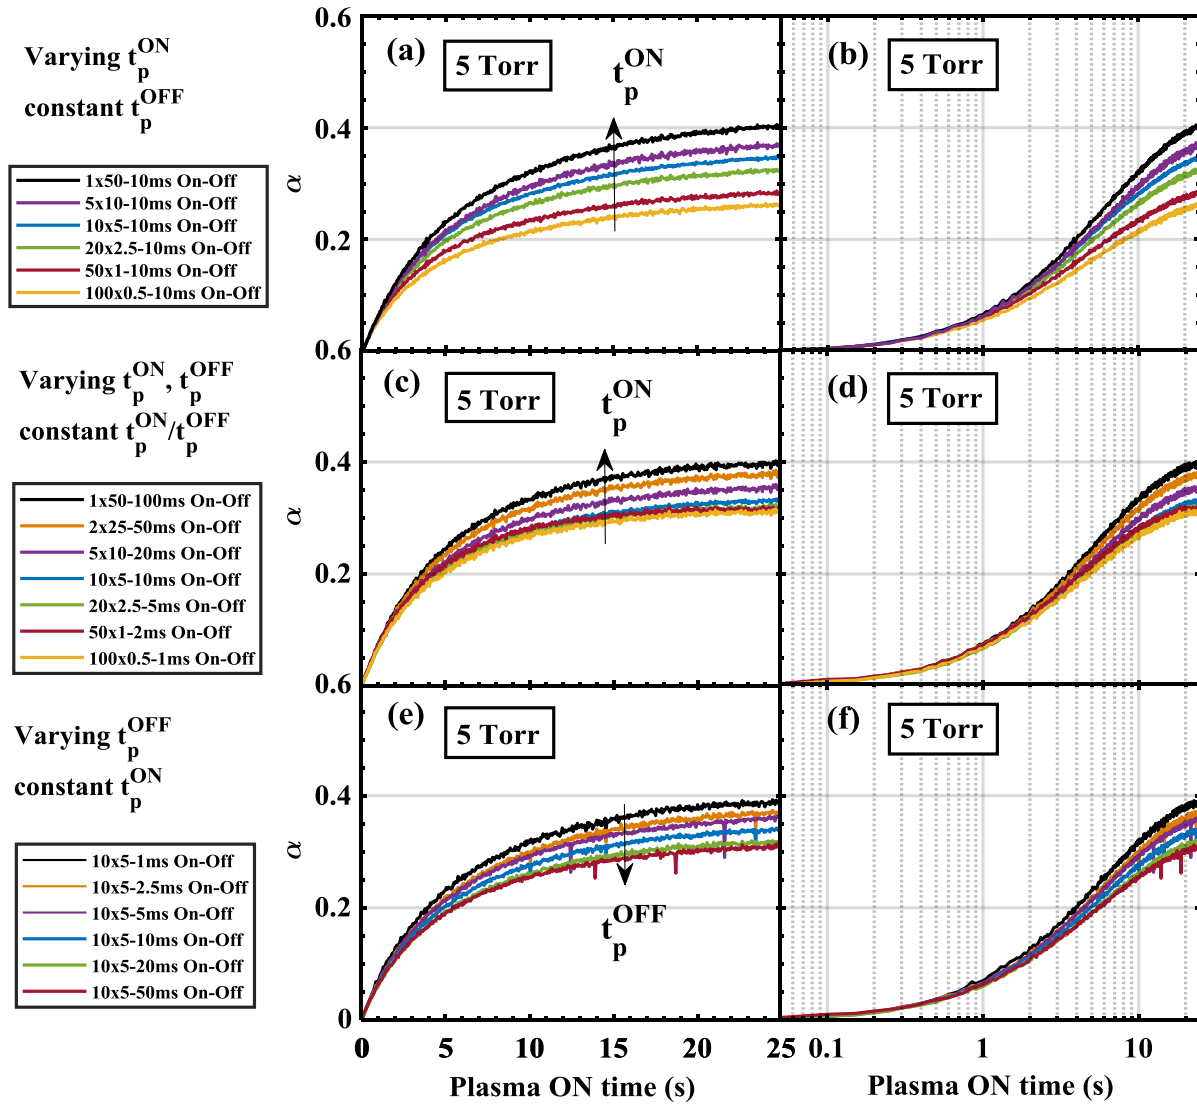 Varying t_p^ON
constant t_p^OFF
1x50-10ms On-Off
5x10-10ms On-Off
10x5-10ms On-Off
20x2.5-10ms On-Off
50x1-10ms On-Off
100x0.5-10ms On-Off
0.6
(a)
5 Torr
t_p^ON
0.4
α
0.2
(b)
5 Torr
Varying t_p^ON, t_p^OFF
constant t_p^ON/t_p^OFF
1x50-100ms On-Off
2x25-50ms On-Off
5x10-20ms On-Off
10x5-10ms On-Off
20x2.5-5ms On-Off
50x1-2ms On-Off
100x0.5-1ms On-Off
0.6
(c)
5 Torr
t_p^ON
0.4
α
0.2
(d)
5 Torr
Varying t_p^OFF
constant t_p^ON
10x5-1ms On-Off
10x5-2.5ms On-Off
10x5-5ms On-Off
10x5-10ms On-Off
10x5-20ms On-Off
10x5-50ms On-Off
0.6
(e)
5 Torr
0.4
α
0.2
t_p^OFF
0
(f)
5 Torr
0 5 10 15 20 25
0.1 1 10
Plasma ON time (s)
Plasma ON time (s)